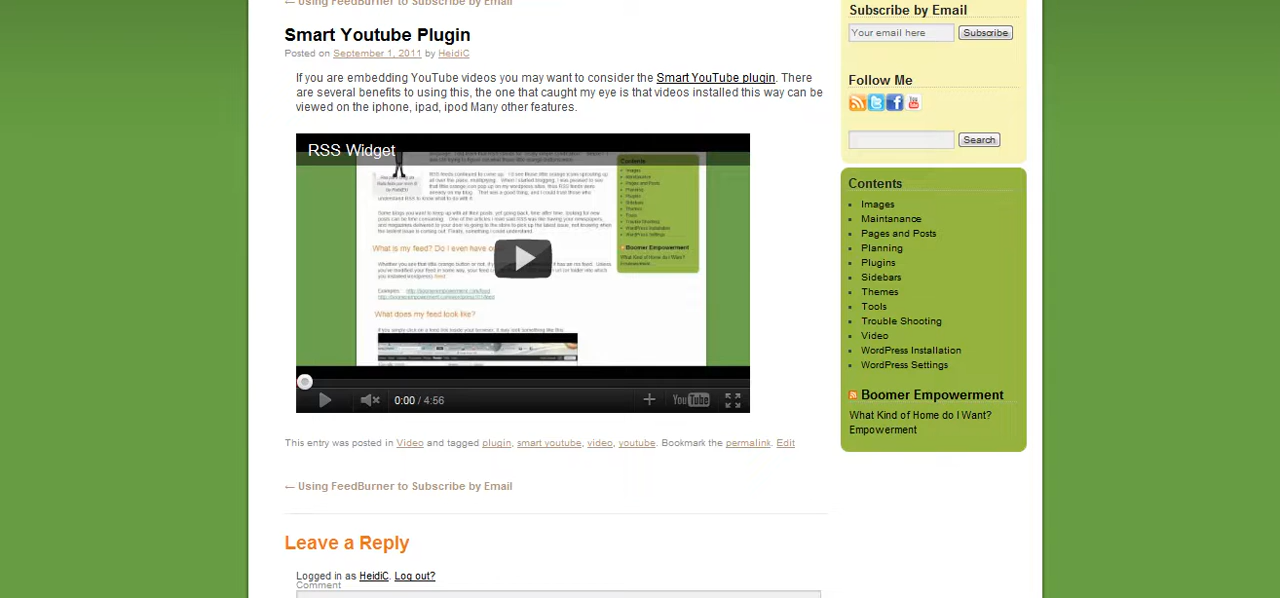 ← Using FeedBurner to Subscribe by Email
Smart Youtube Plugin
Posted on September 1, 2011 by HeidiC
If you are embedding YouTube videos you may want to consider the Smart YouTube plugin. There
are several benefits to using this, the one that caught my eye is that videos installed this way can be
viewed on the iphone, ipad, ipod Many other features.
RSS Widget
What is my feed? Do I even have
What does my feed look like?
0:00 / 4:56
YouTube
This entry was posted in Video and tagged plugin, smart youtube, video, youtube. Bookmark the permalink. Edit
← Using FeedBurner to Subscribe by Email
Leave a Reply
Logged in as HeidiC. Log out?
Comment
Subscribe by Email
Your email here Subscribe
Follow Me
Search
Contents
Images
Maintanance
Pages and Posts
Planning
Plugins
Sidebars
Themes
Tools
Trouble Shooting
Video
WordPress Installation
WordPress Settings
Boomer Empowerment
What Kind of Home do I Want?
Empowerment